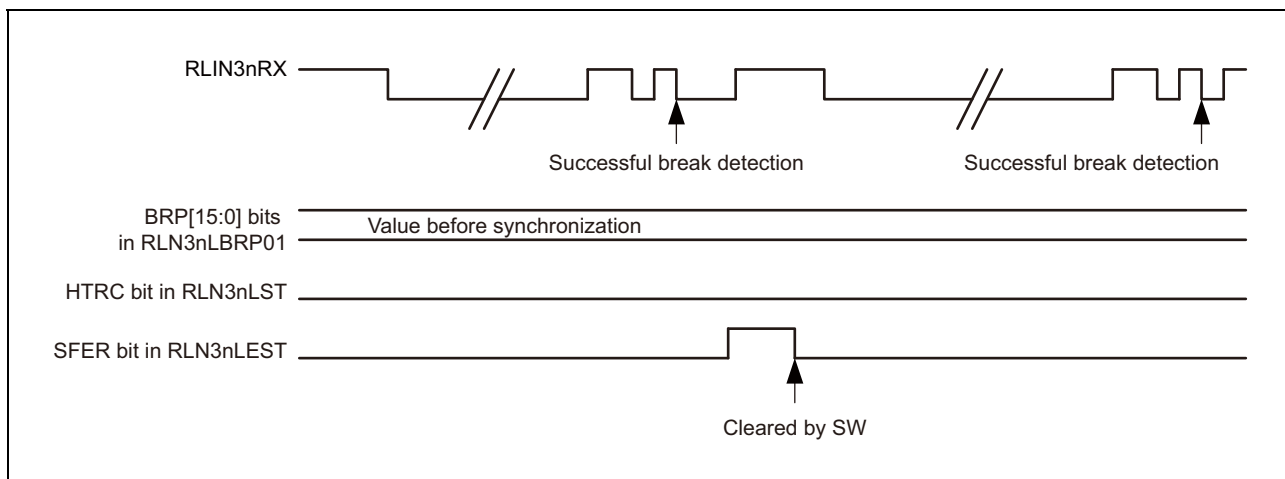 RLIN3nRX
Successful break detection
Successful break detection
BRP[15:0] bits
in RLN3nLBRP01
Value before synchronization
HTRC bit in RLN3nLST
SFER bit in RLN3nLEST
Cleared by SW